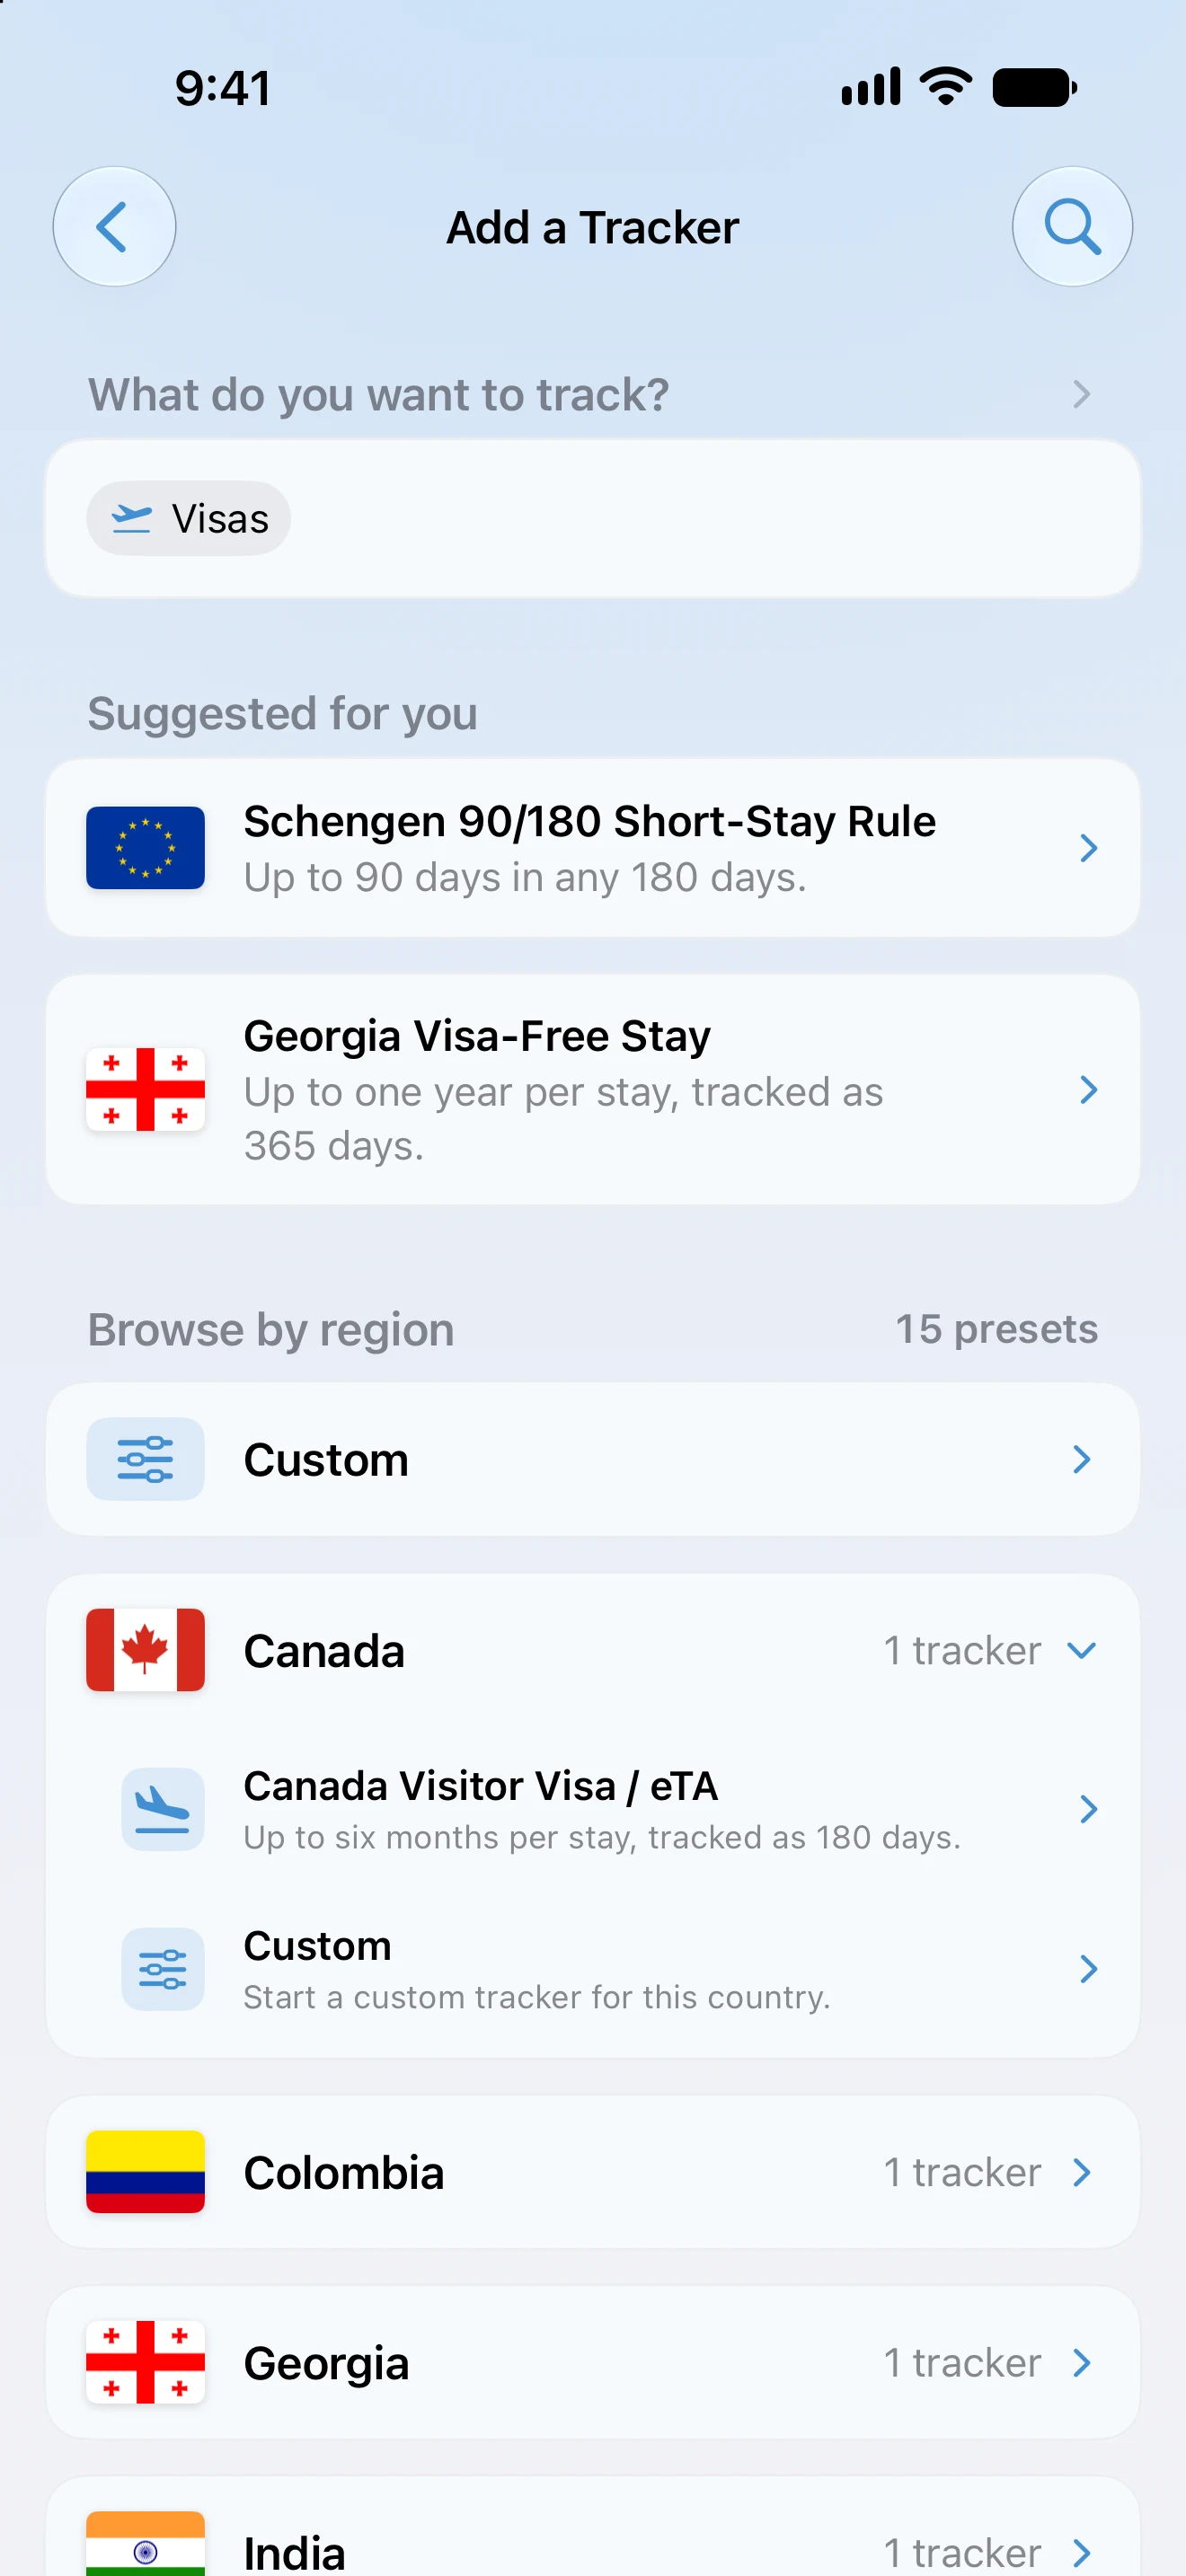 9:41
Add a Tracker
What do you want to track?
Visas
Suggested for you
Schengen 90/180 Short-Stay Rule
Up to 90 days in any 180 days.
Georgia Visa-Free Stay
Up to one year per stay, tracked as
365 days.
Browse by region
15 presets
Custom
Canada
1 tracker
Canada Visitor Visa / eTA
Up to six months per stay, tracked as 180 days.
Custom
Start a custom tracker for this country.
Colombia
1 tracker
Georgia
1 tracker
India
1 tracker